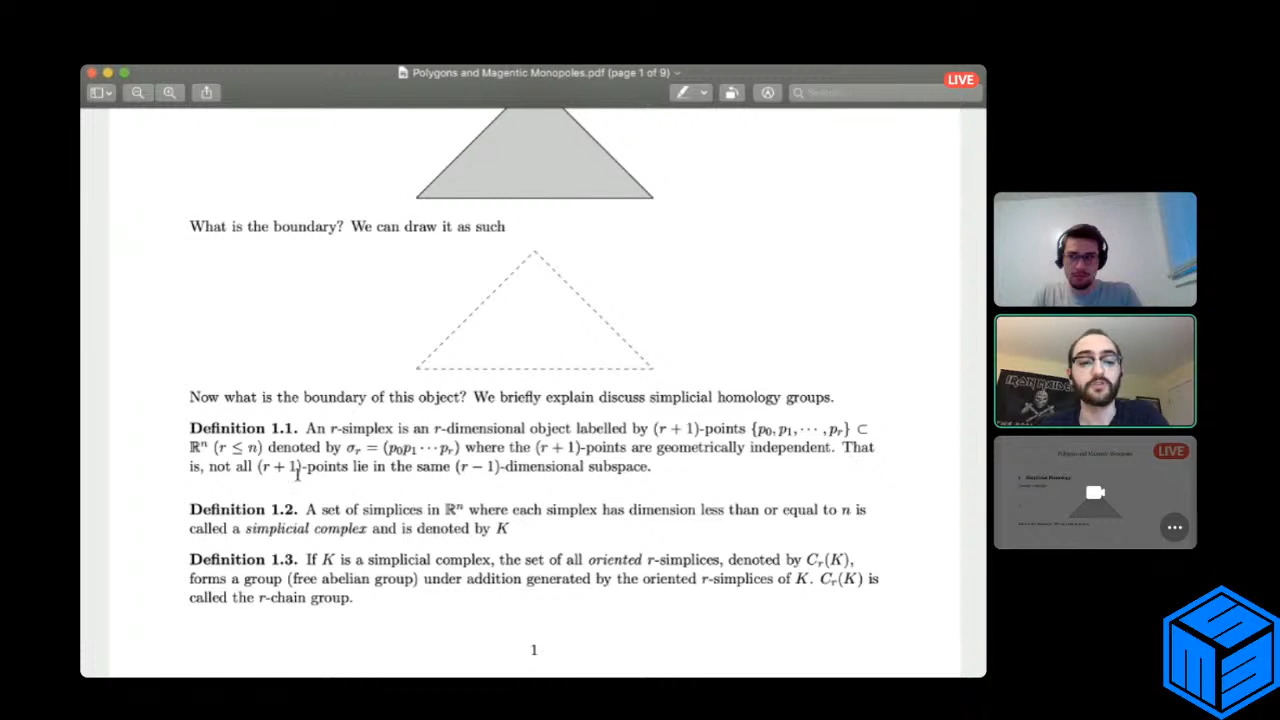 Polygons and Magentic Monopoles.pdf (page 1 of 9)
LIVE
Search
What is the boundary? We can draw it as such
Now what is the boundary of this object? We briefly explain discuss simplicial homology groups.
Definition 1.1. An r-simplex is an r-dimensional object labelled by (r + 1)-points {p₀, p₁, ⋯ , pᵣ} ⊂
ℝⁿ (r ≤ n) denoted by σᵣ = (p₀p₁ ⋯ pᵣ) where the (r + 1)-points are geometrically independent. That
is, not all (r + 1)-points lie in the same (r − 1)-dimensional subspace.
Definition 1.2. A set of simplices in ℝⁿ where each simplex has dimension less than or equal to n is
called a simplicial complex and is denoted by K
Definition 1.3. If K is a simplicial complex, the set of all oriented r-simplices, denoted by Cᵣ(K),
forms a group (free abelian group) under addition generated by the oriented r-simplices of K. Cᵣ(K) is
called the r-chain group.
1
IRON MAIDEN
LIVE
Polygons and Magentic Monopoles